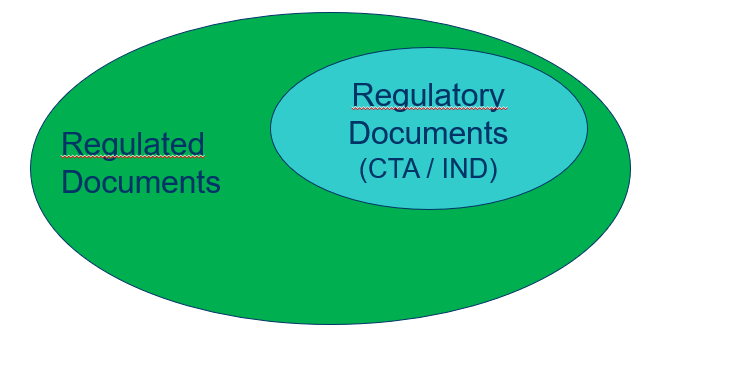 Regulated
Documents
Regulatory
Documents
(CTA / IND)